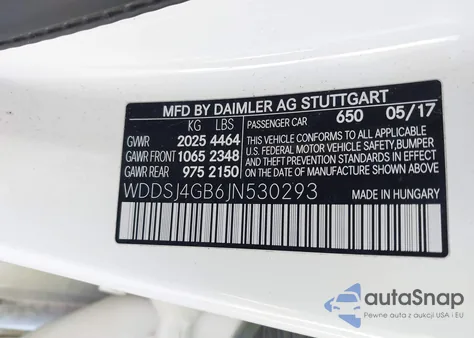 MFD BY DAIMLER AG STUTTGART
KG LBS PASSENGER CAR 650 05/17
GVWR 2025 4464
GAWR FRONT 1065 2348
GAWR REAR 975 2150
THIS VEHICLE CONFORMS TO ALL APPLICABLE
U.S. FEDERAL MOTOR VEHICLE SAFETY, BUMPER
AND THEFT PREVENTION STANDARDS IN EFFECT ON
THE DATE OF MANUFACTURE SHOWN ABOVE.
WDDSJ4GB6JN530293
MADE IN HUNGARY
autoSnap
Pewne auta z aukcji USA i EU